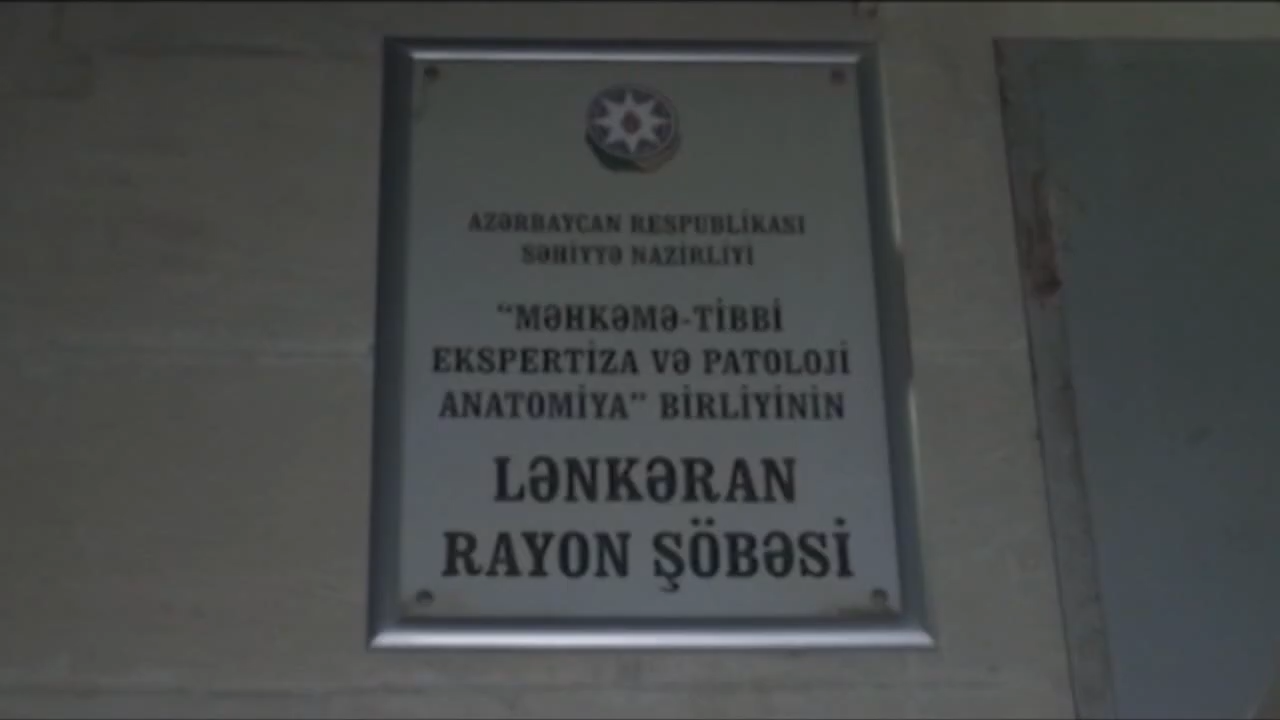 AZƏRBAYCAN RESPUBLİKASI
SƏHİYYƏ NAZİRLİYİ
“MƏHKƏMƏ-TİBBİ
EKSPERTİZA VƏ PATOLOJİ
ANATOMİYA” BİRLİYİNİN
LƏNKƏRAN
RAYON ŞÖBƏSİ